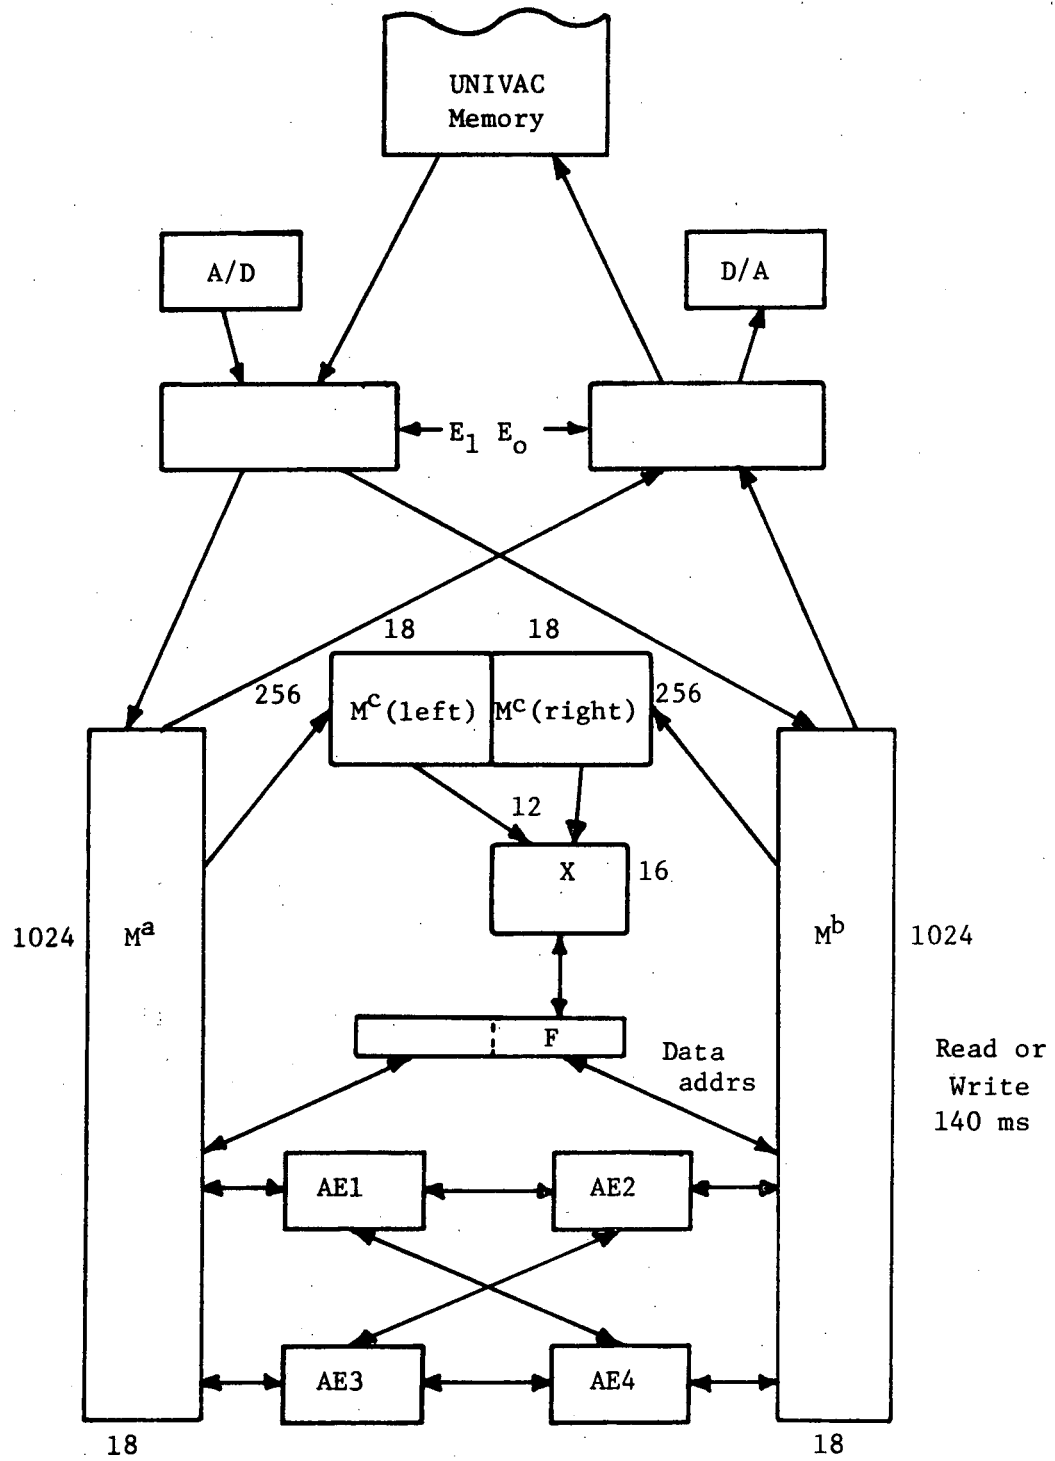 UNIVAC
Memory
A/D
D/A
E1 Eo
18
18
256
Mc(left)
Mc(right)
256
12
X
16
1024
Ma
Mb
1024
F
Data
addrs
Read or
Write
140 ms
AE1
AE2
AE3
AE4
18
18